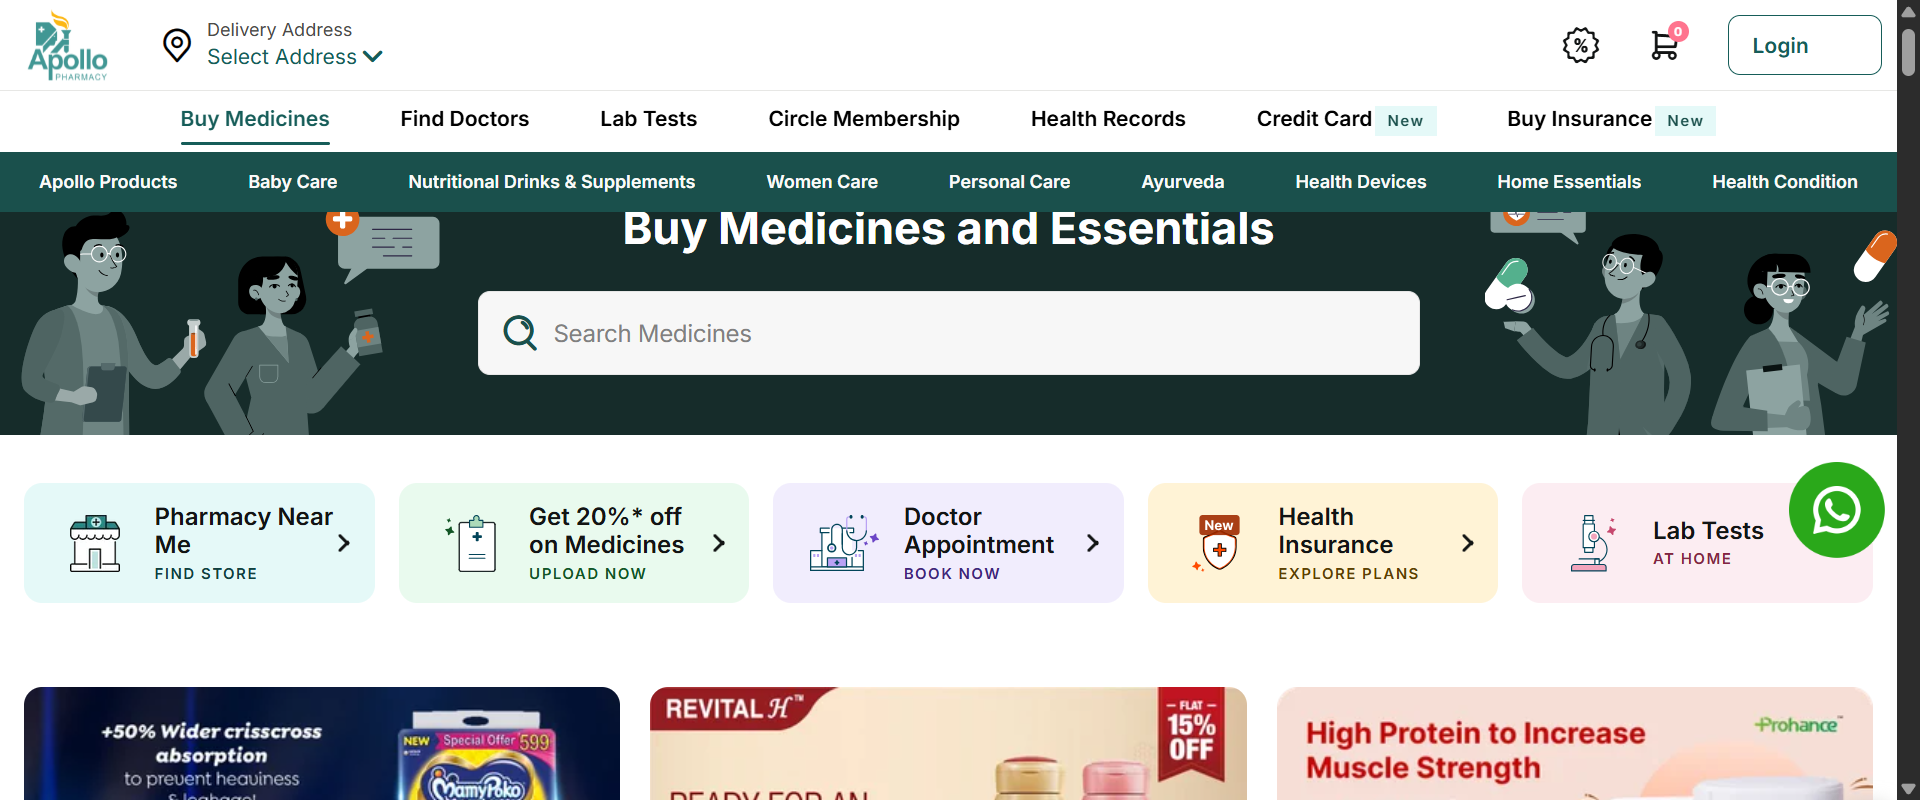 Apollo
PHARMACY
Delivery Address
Select Address
%
0
Login
Buy Medicines
Find Doctors
Lab Tests
Circle Membership
Health Records
Credit Card New
Buy Insurance New
Apollo Products
Baby Care
Nutritional Drinks & Supplements
Women Care
Personal Care
Ayurveda
Health Devices
Home Essentials
Health Condition
Buy Medicines and Essentials
Search Medicines
Pharmacy Near
Me
FIND STORE
Get 20%* off
on Medicines
UPLOAD NOW
Doctor
Appointment
BOOK NOW
New
Health
Insurance
EXPLORE PLANS
Lab Tests
AT HOME
+50% Wider crisscross
absorption
to prevent heaviness
& leakage!
NEW Special Offer 599
MamyPoko
REVITAL H™
FLAT
15%
OFF
READY FOR AN
High Protein to Increase
Muscle Strength
Prohance™